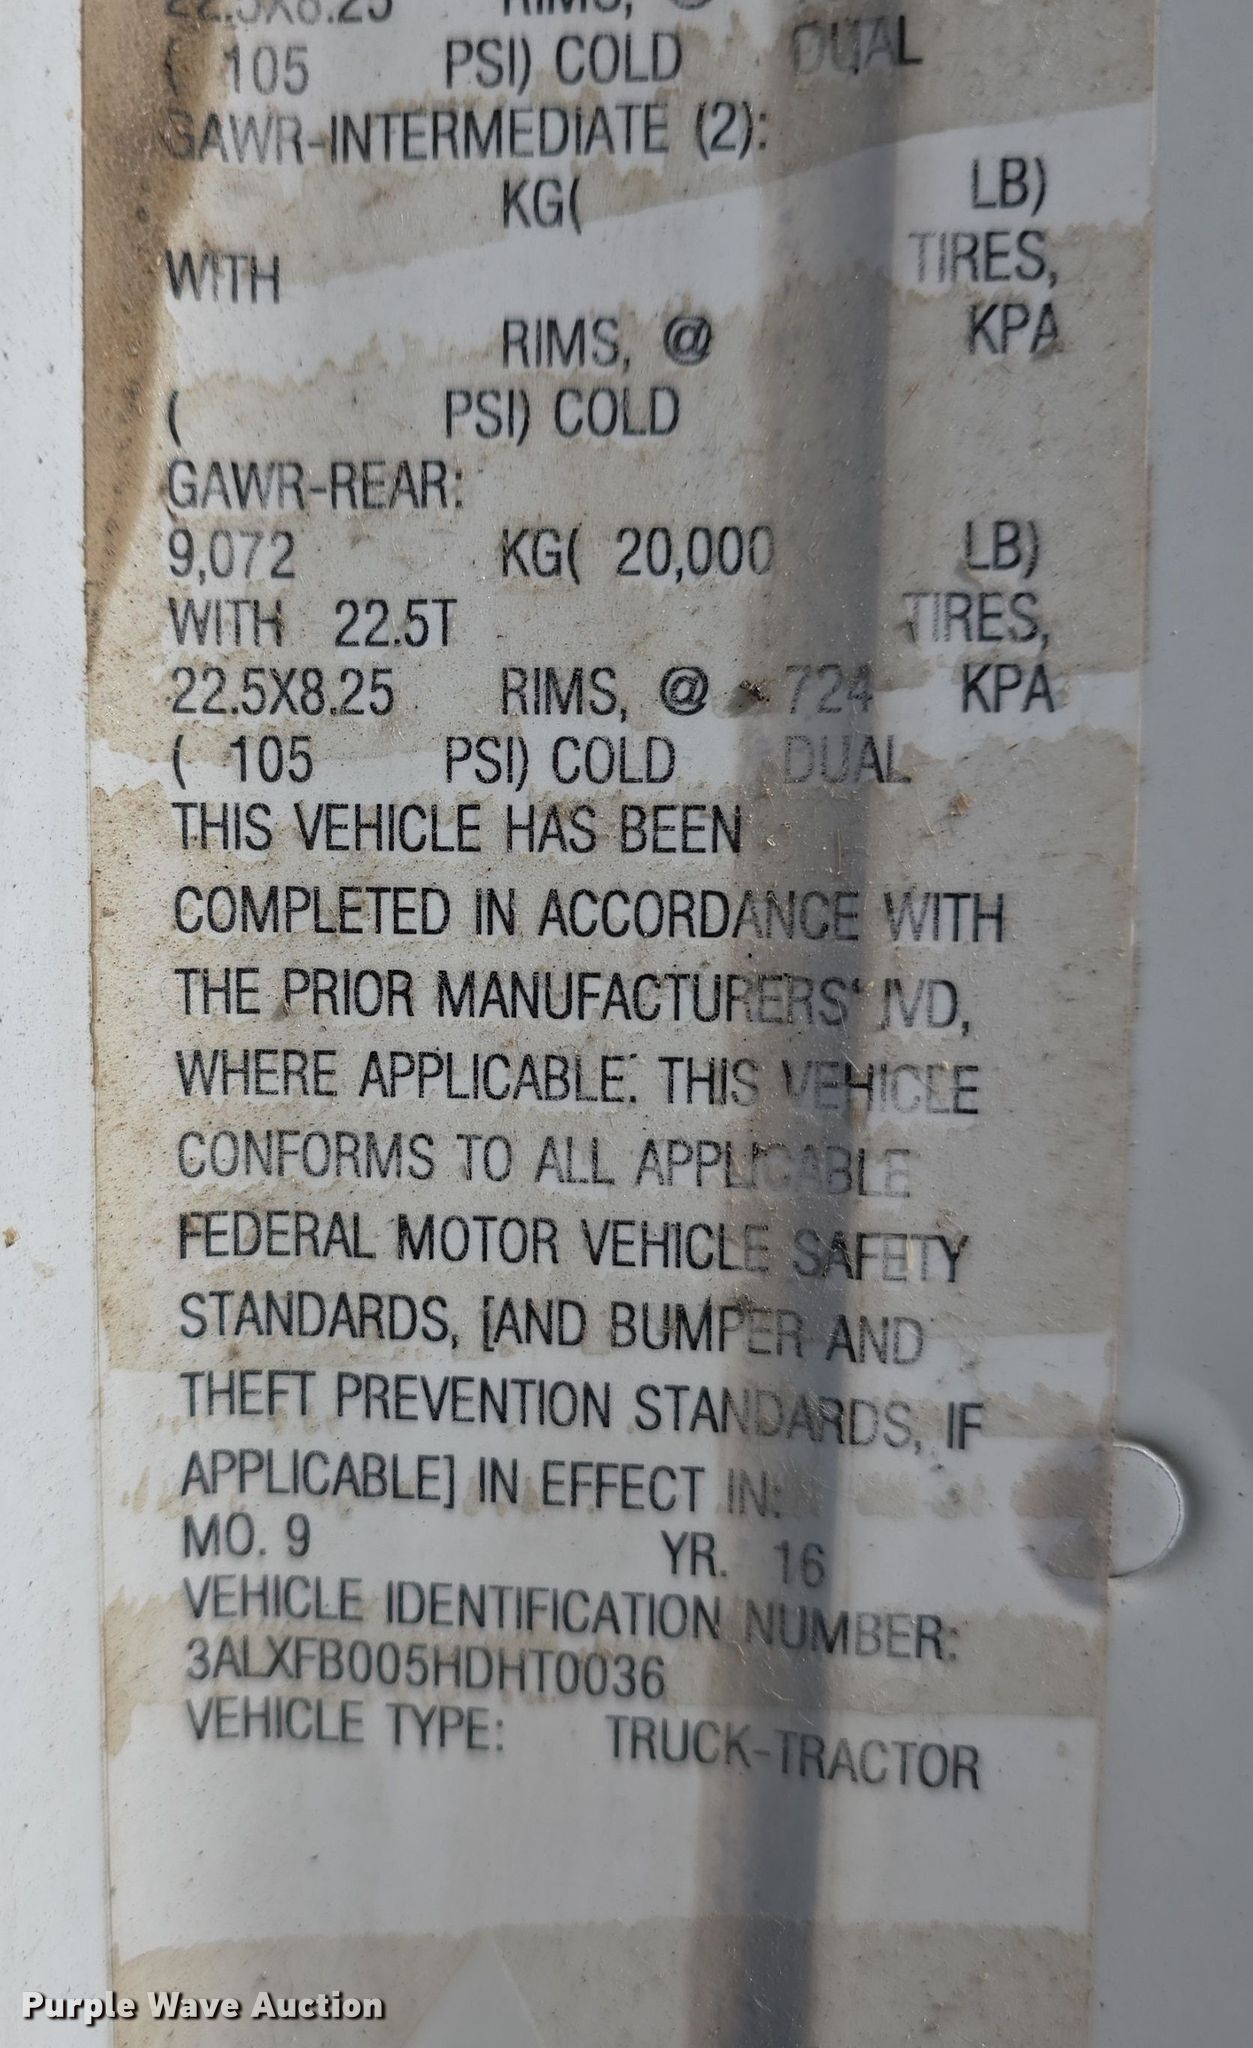 22.5X8.25 RIMS,
( 105 PSI) COLD DUAL
GAWR-INTERMEDIATE (2):
KG( LB)
WITH TIRES,
RIMS, @ KPA
( PSI) COLD
GAWR-REAR:
9,072 KG( 20,000 LB)
WITH 22.5T TIRES,
22.5X8.25 RIMS, @ 724 KPA
( 105 PSI) COLD DUAL
THIS VEHICLE HAS BEEN
COMPLETED IN ACCORDANCE WITH
THE PRIOR MANUFACTURERS' IVD,
WHERE APPLICABLE. THIS VEHICLE
CONFORMS TO ALL APPLICABLE
FEDERAL MOTOR VEHICLE SAFETY
STANDARDS, [AND BUMPER AND
THEFT PREVENTION STANDARDS, IF
APPLICABLE] IN EFFECT IN:
MO. 9 YR. 16
VEHICLE IDENTIFICATION NUMBER:
3ALXFB005HDHT0036
VEHICLE TYPE: TRUCK-TRACTOR
Purple Wave Auction